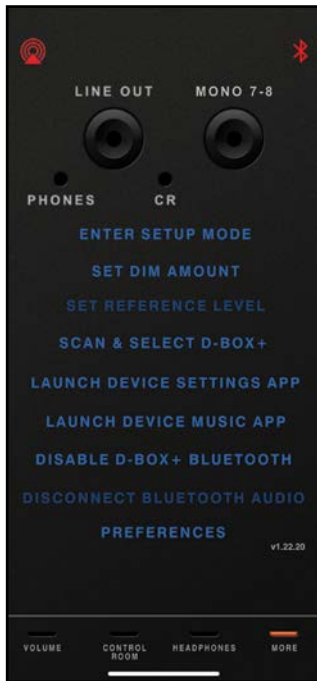 LINE OUT MONO 7-8
PHONES CR
ENTER SETUP MODE
SET DIM AMOUNT
SET REFERENCE LEVEL
SCAN & SELECT D-BOX+
LAUNCH DEVICE SETTINGS APP
LAUNCH DEVICE MUSIC APP
DISABLE D-BOX+ BLUETOOTH
DISCONNECT BLUETOOTH AUDIO
PREFERENCES
v1.22.20
VOLUME CONTROL ROOM HEADPHONES MORE